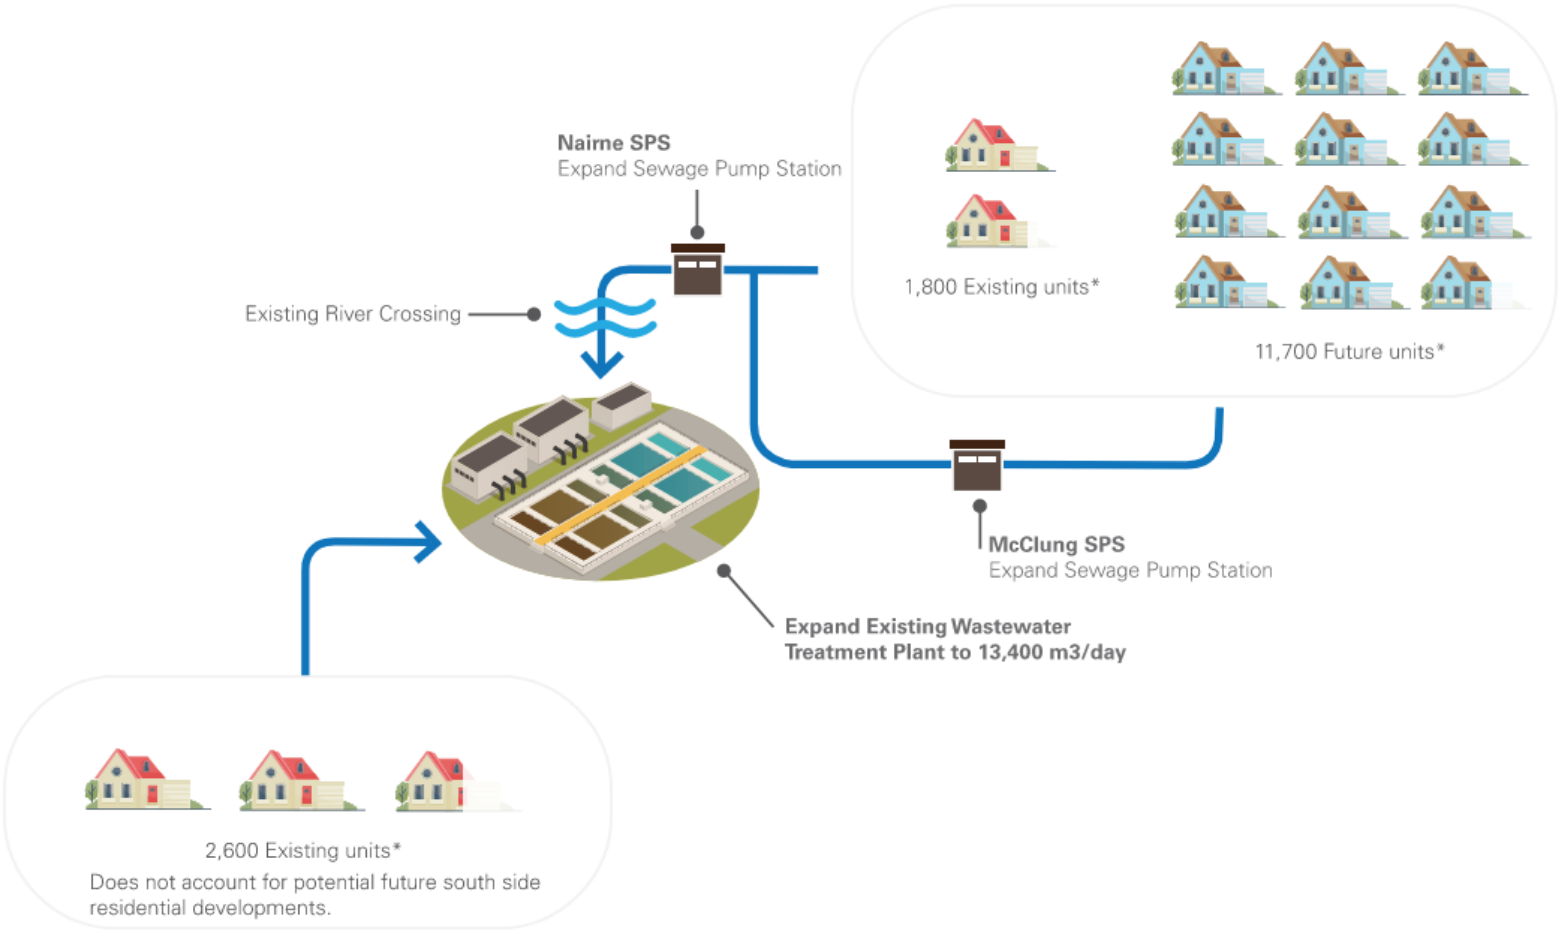 Nairne SPS
Expand Sewage Pump Station
Existing River Crossing
1,800 Existing units*
11,700 Future units*
McClung SPS
Expand Sewage Pump Station
Expand Existing Wastewater
Treatment Plant to 13,400 m3/day
2,600 Existing units*
Does not account for potential future south side
residential developments.